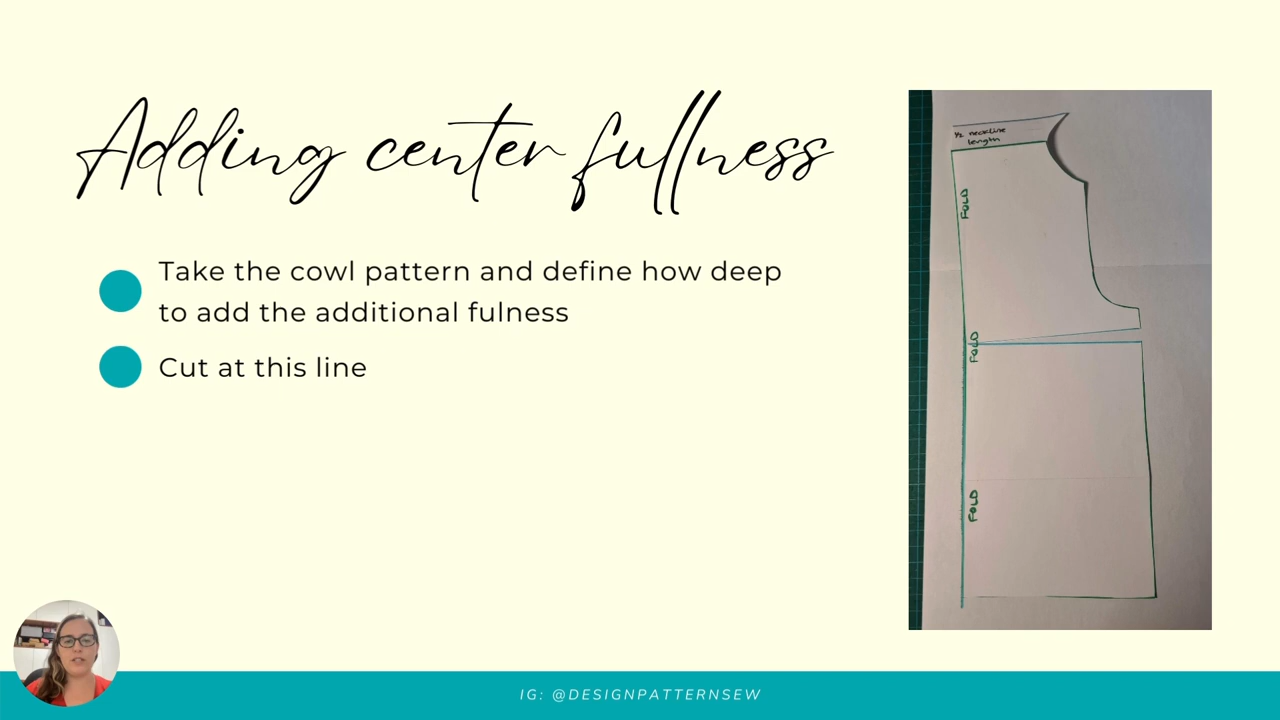 Adding center fullness
Take the cowl pattern and define how deep
to add the additional fulness
Cut at this line
1/2 neckline
length
FOLD
FOLD
FOLD
IG: @DESIGNPATTERNSEW